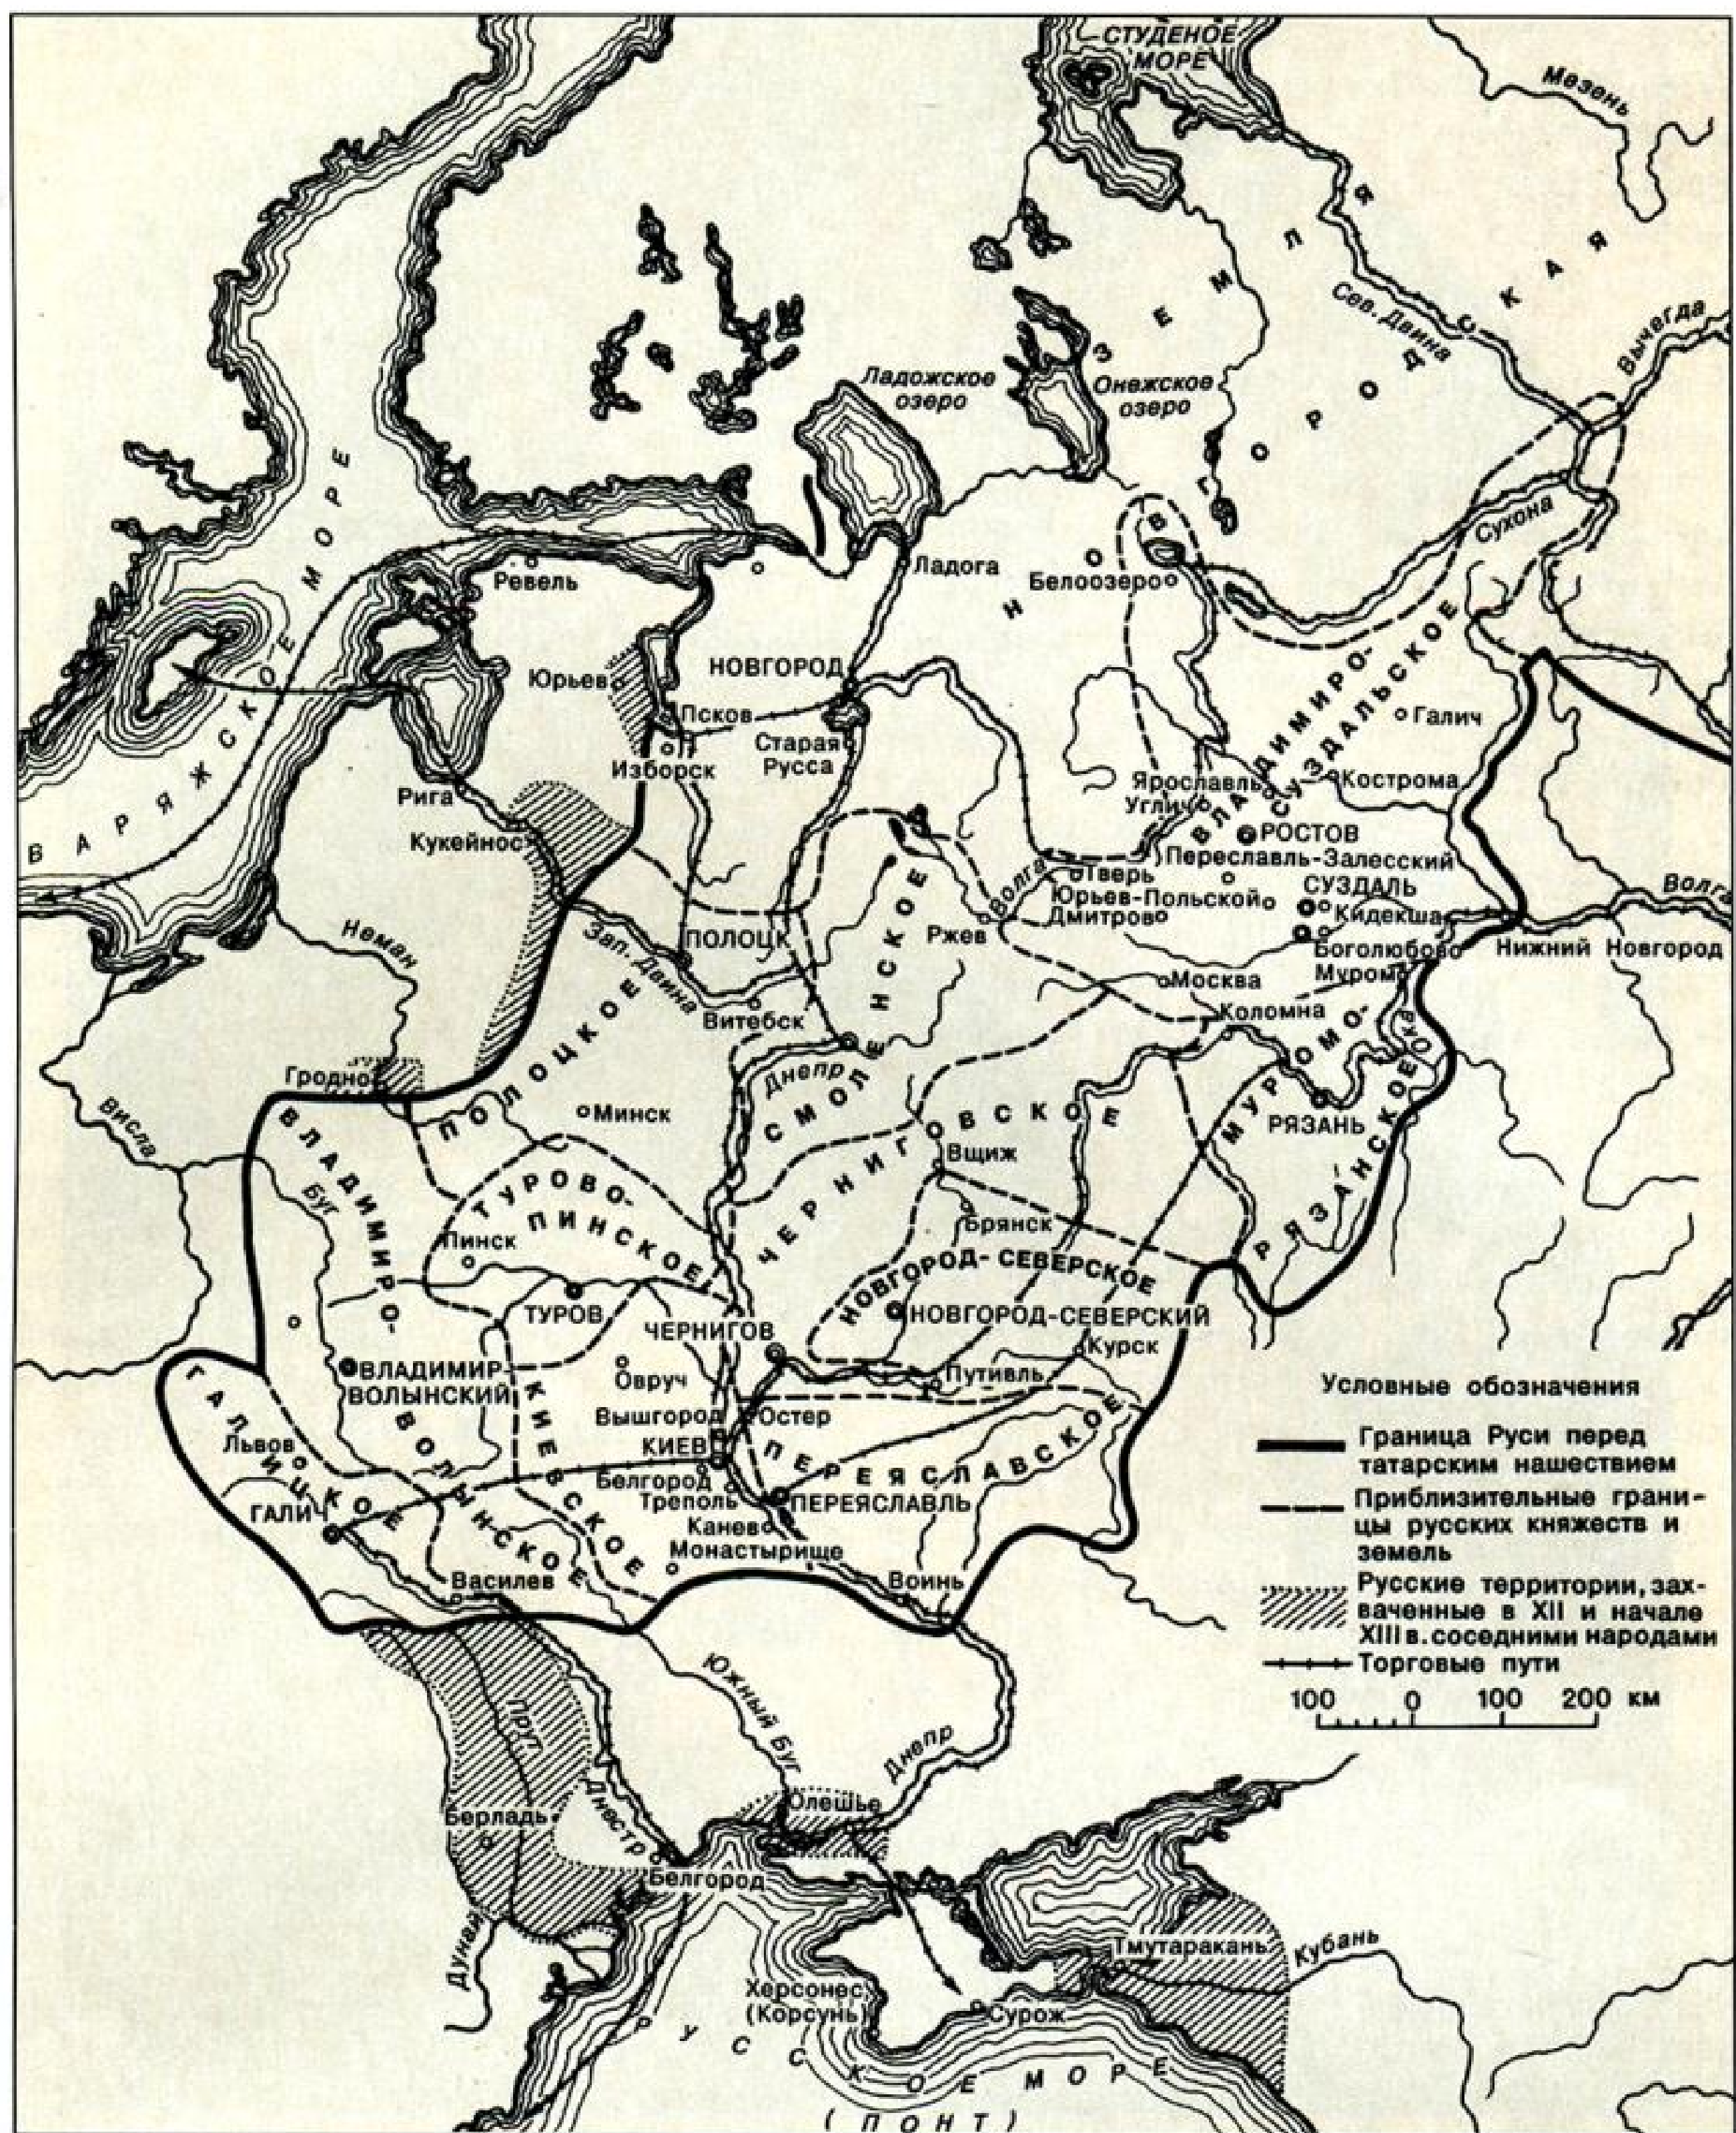 СТУДЕНОЕ
МОРЕ
Мезень
НОВГОРОДСКАЯ ЗЕМЛЯ
Сев. Двина
Вычегда
Ладожское
озеро
Онежское
озеро
Сухона
ВАРЯЖСКОЕ МОРЕ
Ревель
Ладога
Белоозеро
Юрьев
НОВГОРОД
Псков
Старая
Русса
Изборск
Галич
ВЛАДИМИРО-
СУЗДАЛЬСКОЕ
Ярославль
Кострома
Углич
Рига
Кукейнос
РОСТОВ
Переславль-Залесский
Тверь
Волга
СУЗДАЛЬ
Юрьев-Польской
Кидекша
Дмитров
Волга
Ржев
Боголюбово
Нижний Новгород
Муром
Неман
Зап. Двина
ПОЛОЦК
Витебск
Москва
Коломна
Ока
ПОЛОЦКОЕ
СМОЛЕНСКОЕ
Днепр
Гродно
Минск
МУРОМО-
РЯЗАНСКОЕ
РЯЗАНЬ
Висла
Буг
ЧЕРНИГОВСКОЕ
Вщиж
Брянск
ТУРОВО-
ПИНСКОЕ
Пинск
ТУРОВ
НОВГОРОД-СЕВЕРСКОЕ
НОВГОРОД-СЕВЕРСКИЙ
ЧЕРНИГОВ
Курск
Путивль
ВЛАДИМИРО-
ВОЛЫНСКОЕ
ВЛАДИМИР-
ВОЛЫНСКИЙ
Овруч
Вышгород
Остер
КИЕВ
КИЕВСКОЕ
Белгород
Треполь
ПЕРЕЯСЛАВСКОЕ
ПЕРЕЯСЛАВЛЬ
Канев
Монастырище
Воинь
ГАЛИЦКОЕ
Львов
ГАЛИЧ
Василев
Южный Буг
Прут
Днестр
Днепр
Берладь
Олешье
Белгород
Дунай
Тмутаракань
Кубань
Херсонес
(Корсунь)
Сурож
РУССКОЕ МОРЕ
(ПОНТ)
Условные обозначения
Граница Руси перед
татарским нашествием
Приблизительные грани-
цы русских княжеств и
земель
Русские территории, зах-
ваченные в XII и начале
XIII в. соседними народами
Торговые пути
100 0 100 200 км